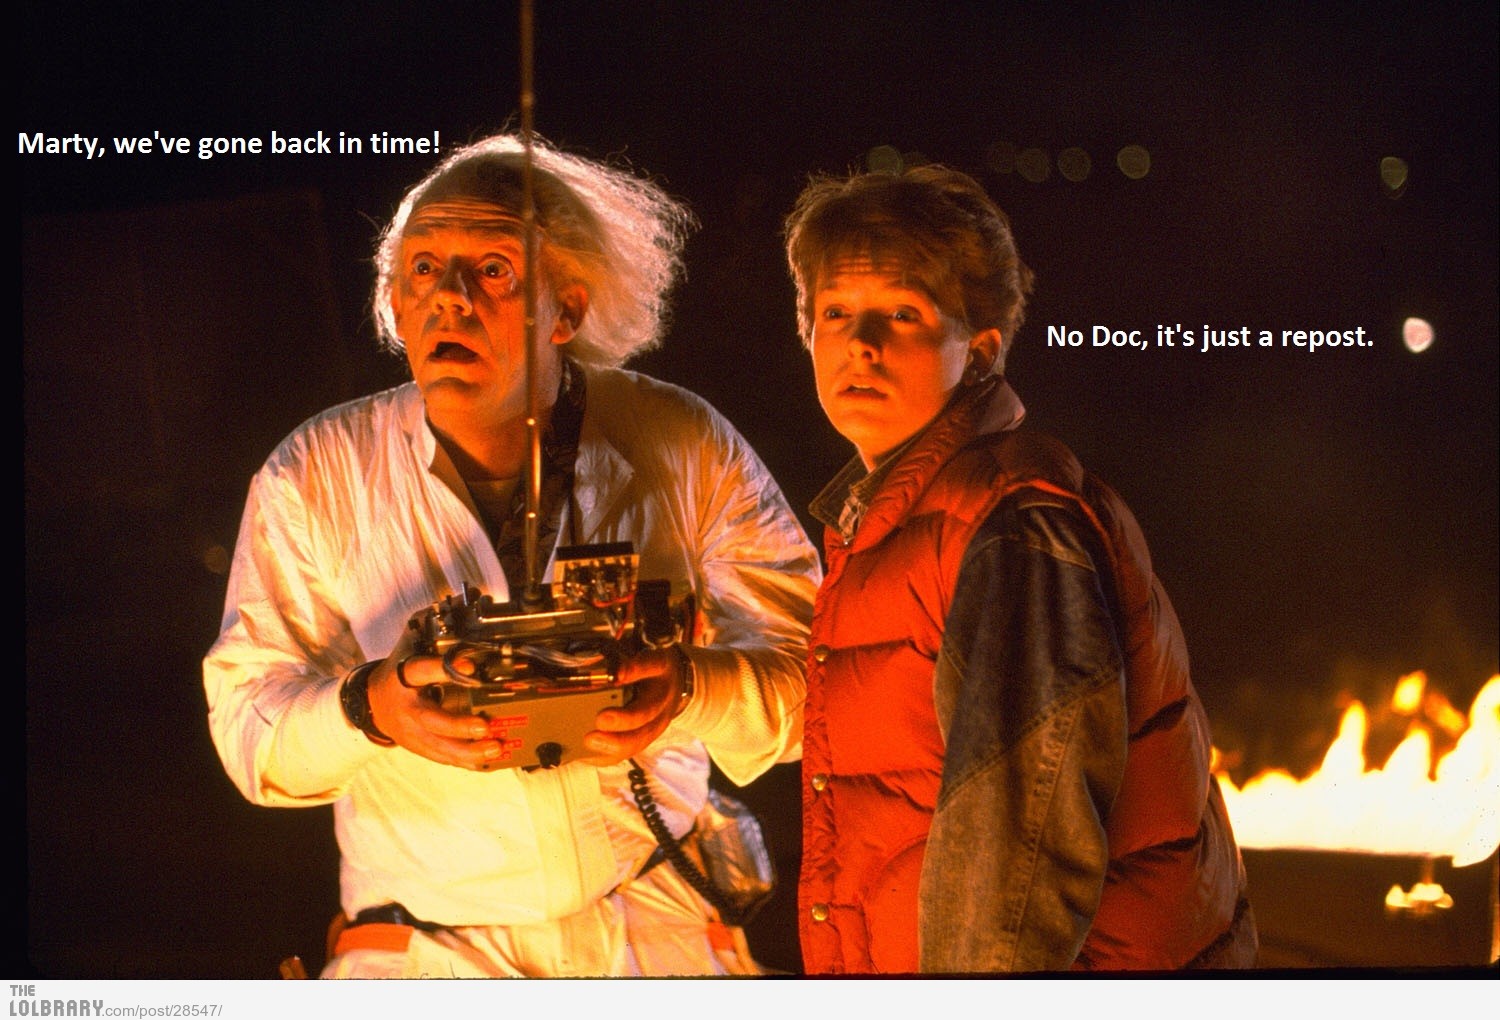 Marty, we've gone back in time!
No Doc, it's just a repost.
THE
LOLBRARY.com/post/28547/